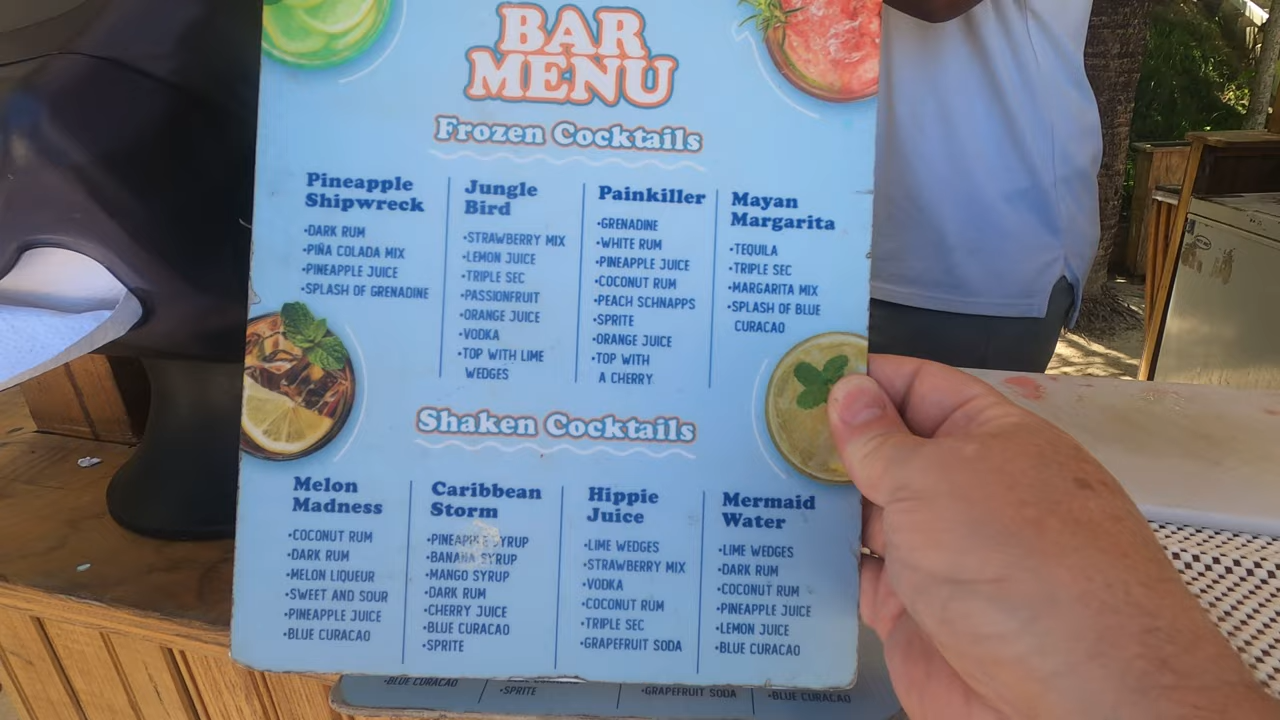 BAR
MENU
Frozen Cocktails
Pineapple
Shipwreck
•DARK RUM
•PIÑA COLADA MIX
•PINEAPPLE JUICE
•SPLASH OF GRENADINE
Jungle
Bird
•STRAWBERRY MIX
•LEMON JUICE
•TRIPLE SEC
•PASSIONFRUIT
•ORANGE JUICE
•VODKA
•TOP WITH LIME
WEDGES
Painkiller
•GRENADINE
•WHITE RUM
•PINEAPPLE JUICE
•COCONUT RUM
•PEACH SCHNAPPS
•SPRITE
•ORANGE JUICE
•TOP WITH
A CHERRY
Mayan
Margarita
•TEQUILA
•TRIPLE SEC
•MARGARITA MIX
•SPLASH OF BLUE
CURACAO
Shaken Cocktails
Melon
Madness
•COCONUT RUM
•DARK RUM
•MELON LIQUEUR
•SWEET AND SOUR
•PINEAPPLE JUICE
•BLUE CURACAO
Caribbean
Storm
•PINEAPPLE SYRUP
•BANANA SYRUP
•MANGO SYRUP
•DARK RUM
•CHERRY JUICE
•BLUE CURACAO
•SPRITE
Hippie
Juice
•LIME WEDGES
•STRAWBERRY MIX
•VODKA
•COCONUT RUM
•TRIPLE SEC
•GRAPEFRUIT SODA
Mermaid
Water
•LIME WEDGES
•DARK RUM
•COCONUT RUM
•PINEAPPLE JUICE
•LEMON JUICE
•BLUE CURACAO
•BLUE CURACAO
•SPRITE
•GRAPEFRUIT SODA
•BLUE CURACAO